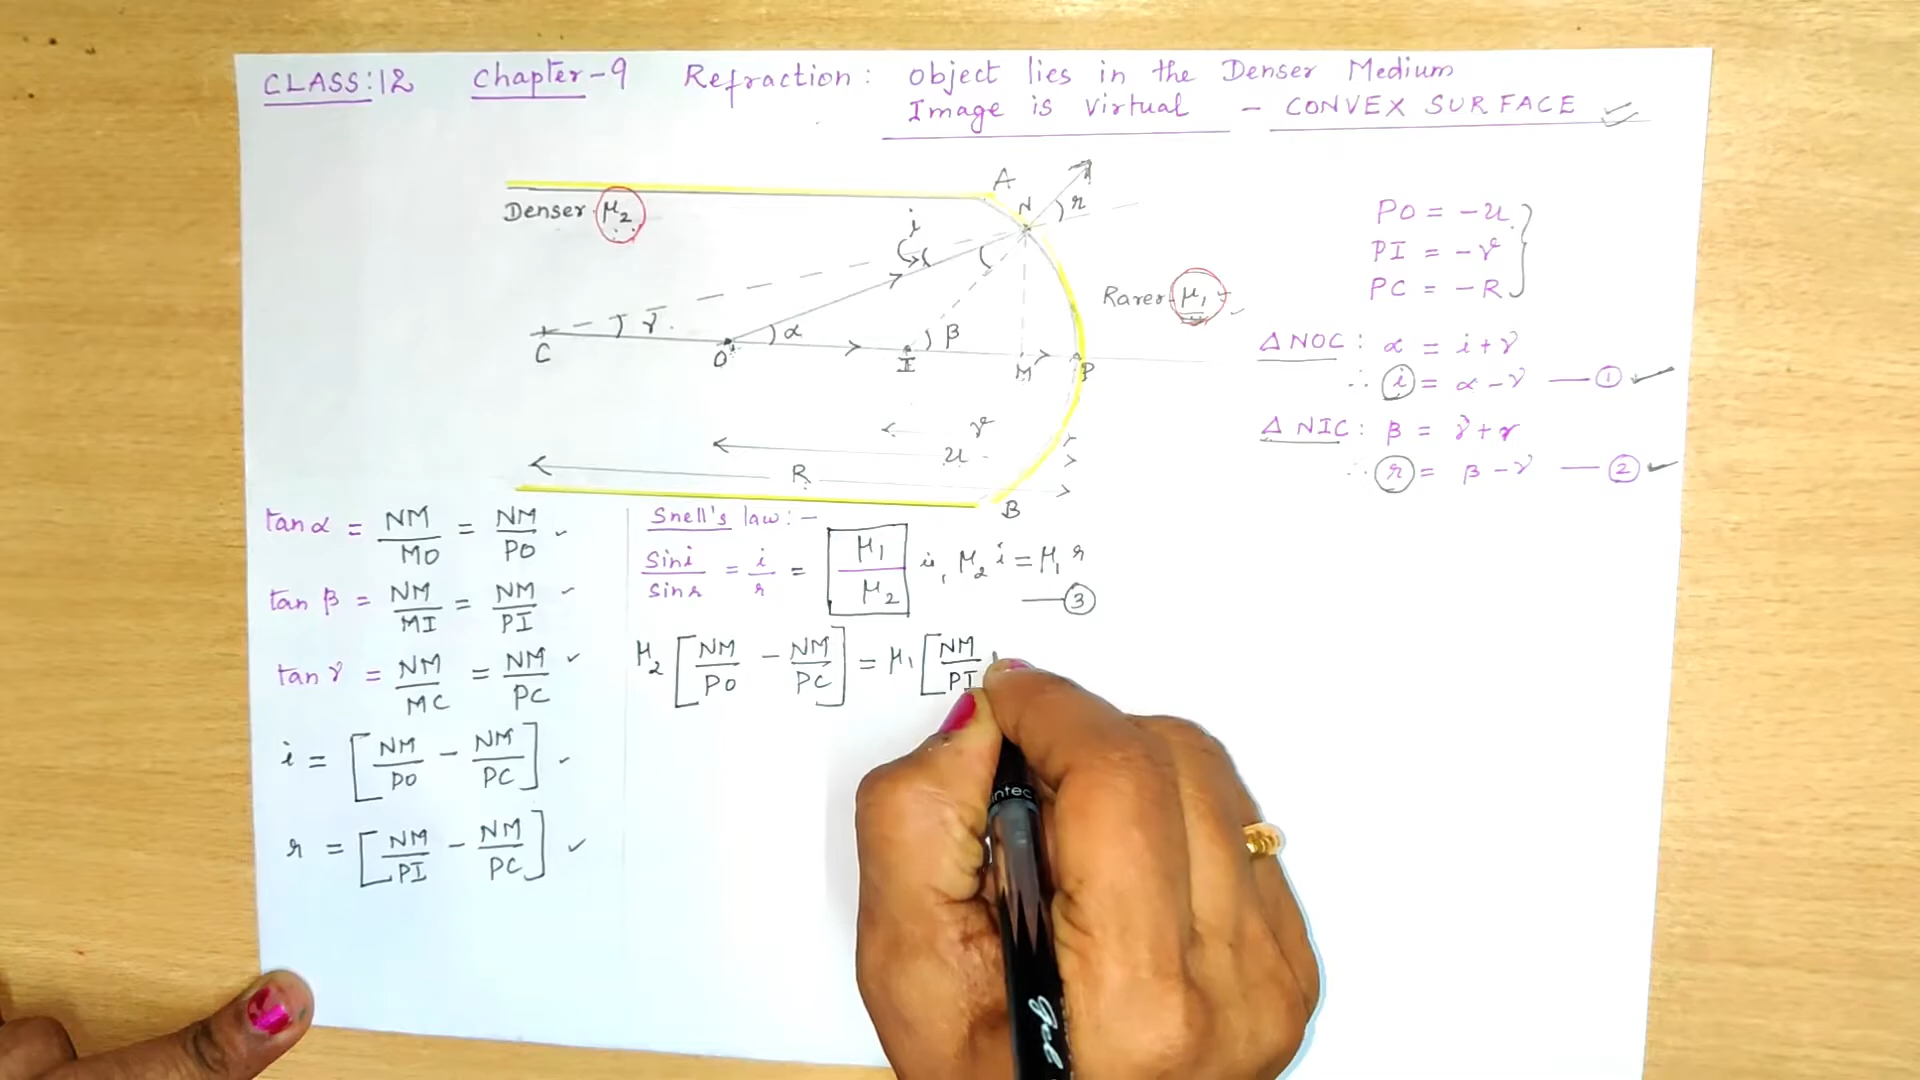 CLASS:12 Chapter-9 Refraction: object lies in the Denser Medium
Image is virtual - CONVEX SURFACE
A
N
r
i
Denser μ₂
Rarer μ₁
γ
α
β
C
O
I
M
P
v
u
R
B
PO = -u
PI = -v
PC = -R
Δ NOC: α = i+γ
∴ i = α-γ — ①
Δ NIC: β = γ+r
∴ r = β-γ — ②
tan α = NM/MO = NM/PO
tan β = NM/MI = NM/PI
tan γ = NM/MC = NM/PC
i = [NM/PO - NM/PC]
r = [NM/PI - NM/PC]
Snell's law:-
Sin i/sin r = i/r = μ₁/μ₂ ie, μ₂ i = μ₁ r
— ③
μ₂ [NM/PO - NM/PC] = μ₁ [NM/PI
intec
gel